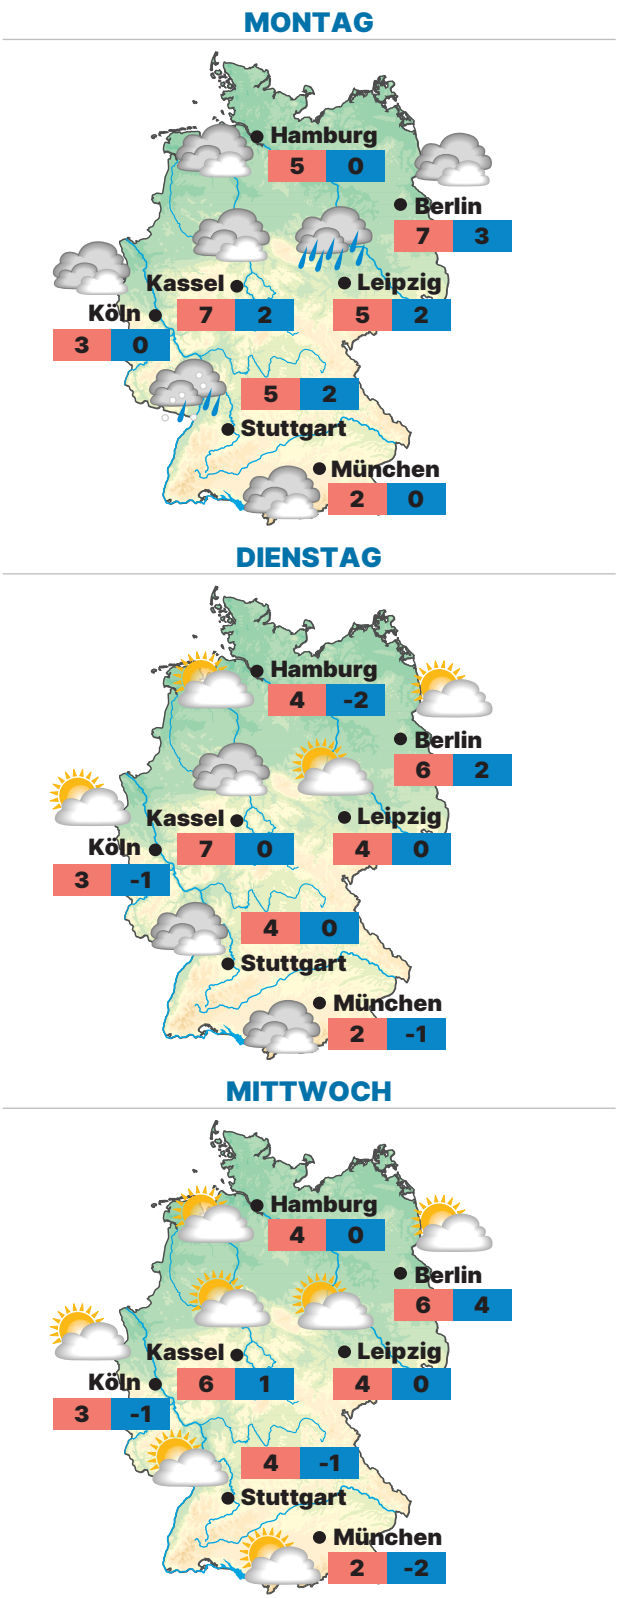 MONTAG
Hamburg
5 0
Berlin
7 3
Kassel
7 2
Leipzig
5 2
Köln
3 0
5 2
Stuttgart
München
2 0
DIENSTAG
Hamburg
4 -2
Berlin
6 2
Kassel
7 0
Leipzig
4 0
Köln
3 -1
4 0
Stuttgart
München
2 -1
MITTWOCH
Hamburg
4 0
Berlin
6 4
Kassel
6 1
Leipzig
4 0
Köln
3 -1
4 -1
Stuttgart
München
2 -2